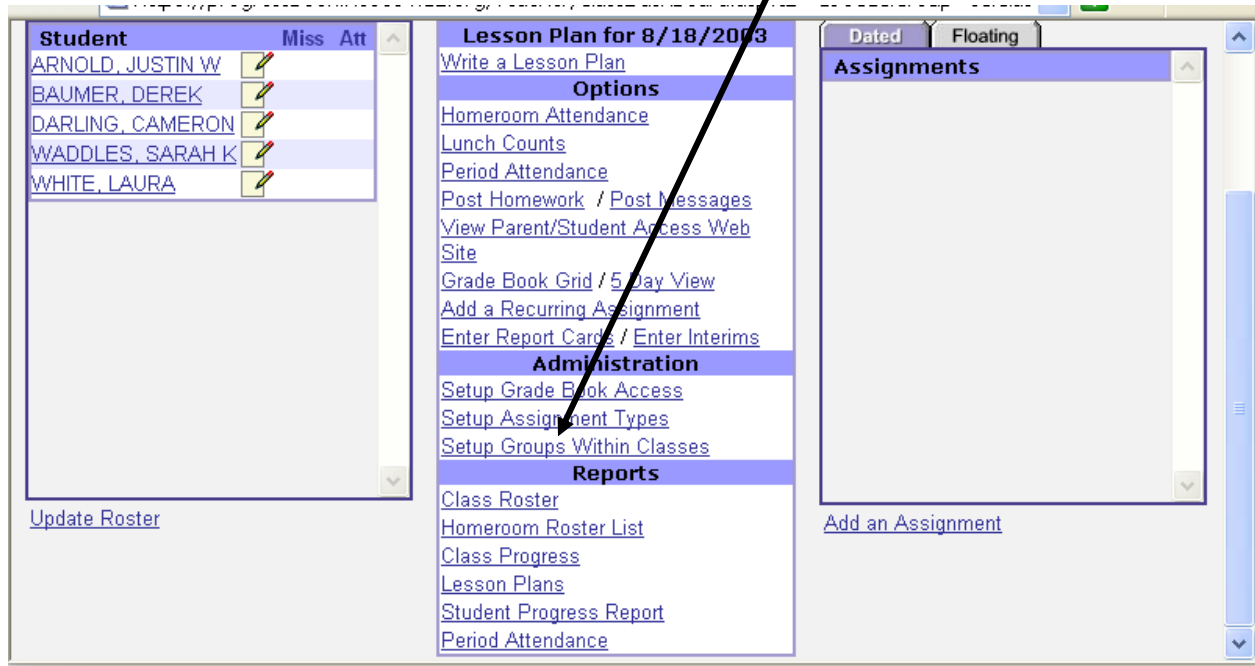 Student Miss Att
ARNOLD, JUSTIN W
BAUMER, DEREK
DARLING, CAMERON
WADDLES, SARAH K
WHITE, LAURA
Update Roster
Lesson Plan for 8/18/2003
Write a Lesson Plan
Options
Homeroom Attendance
Lunch Counts
Period Attendance
Post Homework / Post Messages
View Parent/Student Access Web
Site
Grade Book Grid / 5 Day View
Add a Recurring Assignment
Enter Report Cards / Enter Interims
Administration
Setup Grade Book Access
Setup Assignment Types
Setup Groups Within Classes
Reports
Class Roster
Homeroom Roster List
Class Progress
Lesson Plans
Student Progress Report
Period Attendance
Dated Floating
Assignments
Add an Assignment